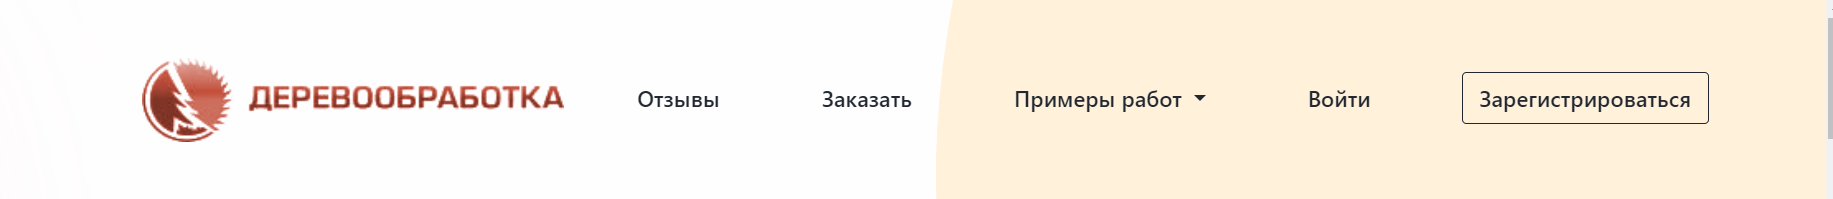 ДЕРЕВООБРАБОТКА Отзывы Заказать Примеры работ Войти Зарегистрироваться